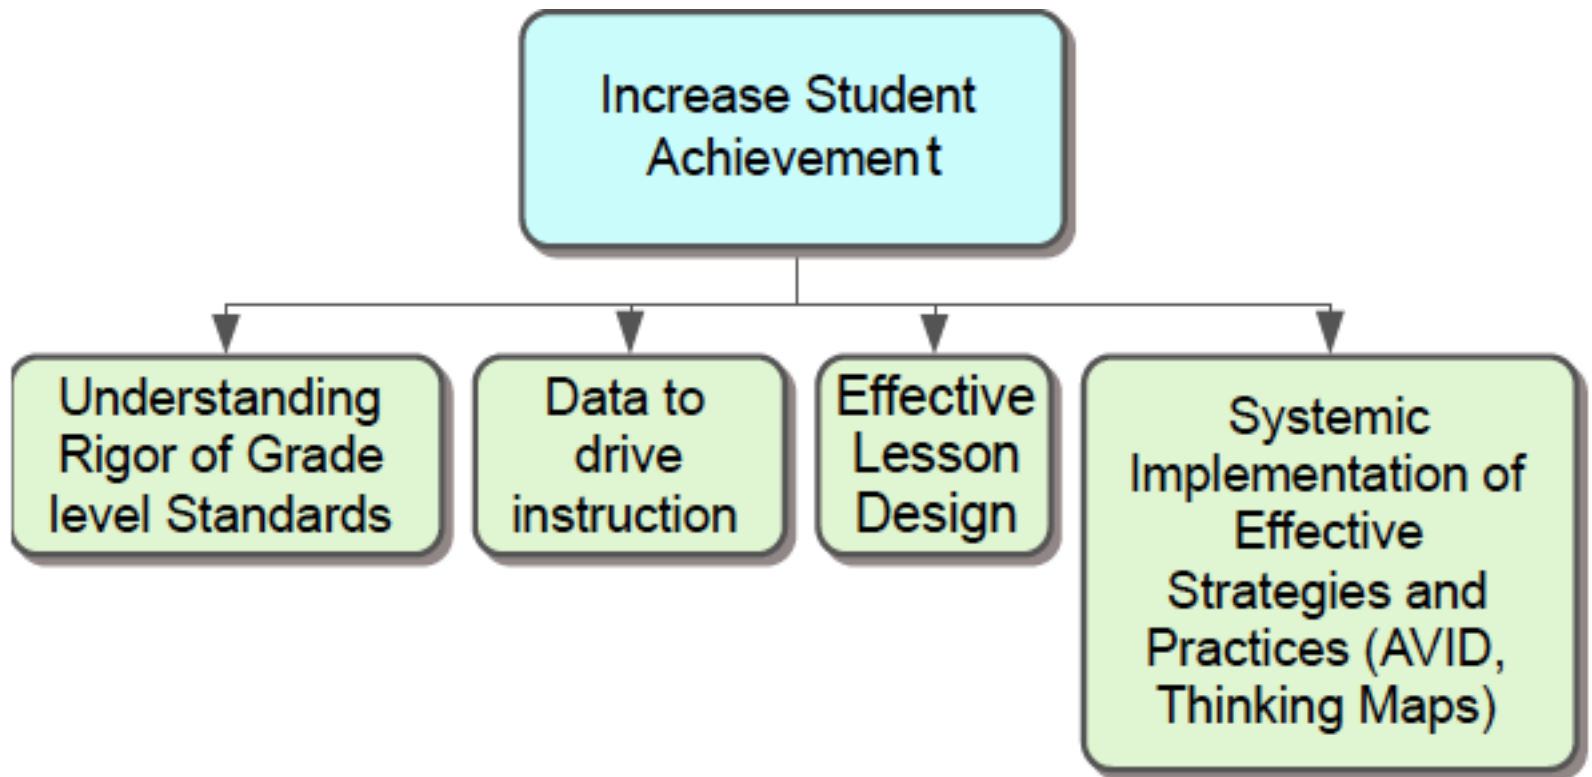 Increase Student
Achievement
Understanding
Rigor of Grade
level Standards
Data to
drive
instruction
Effective
Lesson
Design
Systemic
Implementation of
Effective
Strategies and
Practices (AVID,
Thinking Maps)